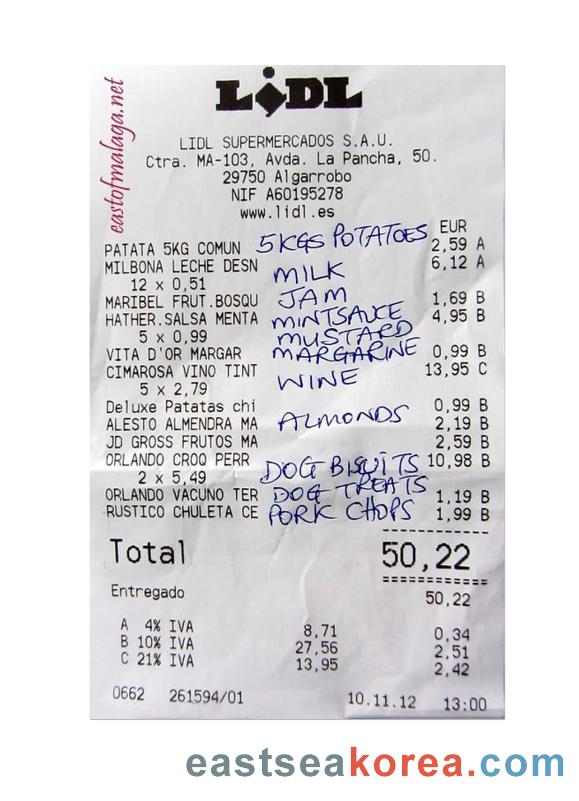 eastofmalaga.net
LIDL
LIDL SUPERMERCADOS S.A.U.
Ctra. MA-103, Avda. La Pancha, 50.
29750 Algarrobo
NIF A60195278
www.lidl.es
EUR
PATATA 5KG COMUN 5KGS POTATOES 2,59 A
MILBONA LECHE DESN MILK 6,12 A
12 x 0,51
MARIBEL FRUT.BOSQU JAM 1,69 B
HATHER.SALSA MENTA MINTSAUCE 4,95 B
5 x 0,99 MUSTARD
VITA D'OR MARGAR MARGARINE 0,99 B
CIMAROSA VINO TINT WINE 13,95 C
5 x 2,79
Deluxe Patatas chi 0,99 B
ALESTO ALMENDRA MA ALMONDS 2,19 B
JD GROSS FRUTOS MA 2,59 B
ORLANDO CROQ PERR DOG BISUITS 10,98 B
2 x 5,49
ORLANDO VACUNO TER DOG TREATS 1,19 B
RUSTICO CHULETA CE PORK CHOPS 1,99 B
Total 50,22
Entregado 50,22
A 4% IVA 8,71 0,34
B 10% IVA 27,56 2,51
C 21% IVA 13,95 2,42
0662 261594/01 10.11.12 13:00
eastseakorea.com